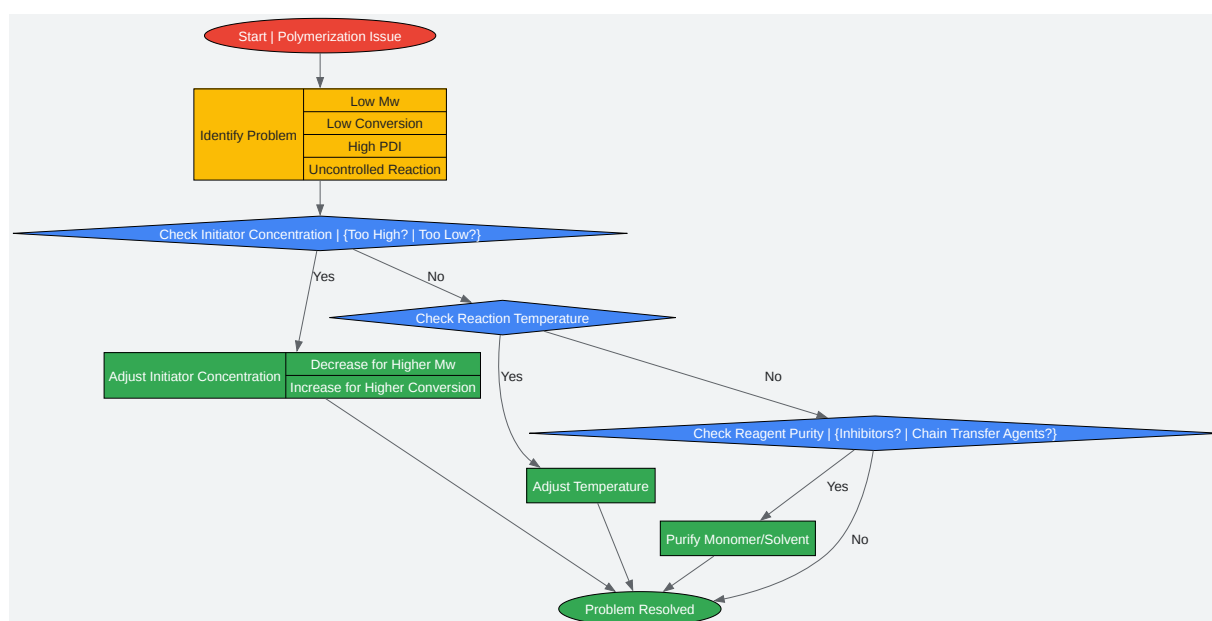 Start | Polymerization Issue
Identify Problem
Low Mw
Low Conversion
High PDI
Uncontrolled Reaction
Check Initiator Concentration | {Too High? | Too Low?}
Yes
No
Check Reaction Temperature
Adjust Initiator Concentration
Decrease for Higher Mw
Increase for Higher Conversion
Yes
No
Check Reagent Purity | {Inhibitors? | Chain Transfer Agents?}
Adjust Temperature
Yes
Purify Monomer/Solvent
No
Problem Resolved